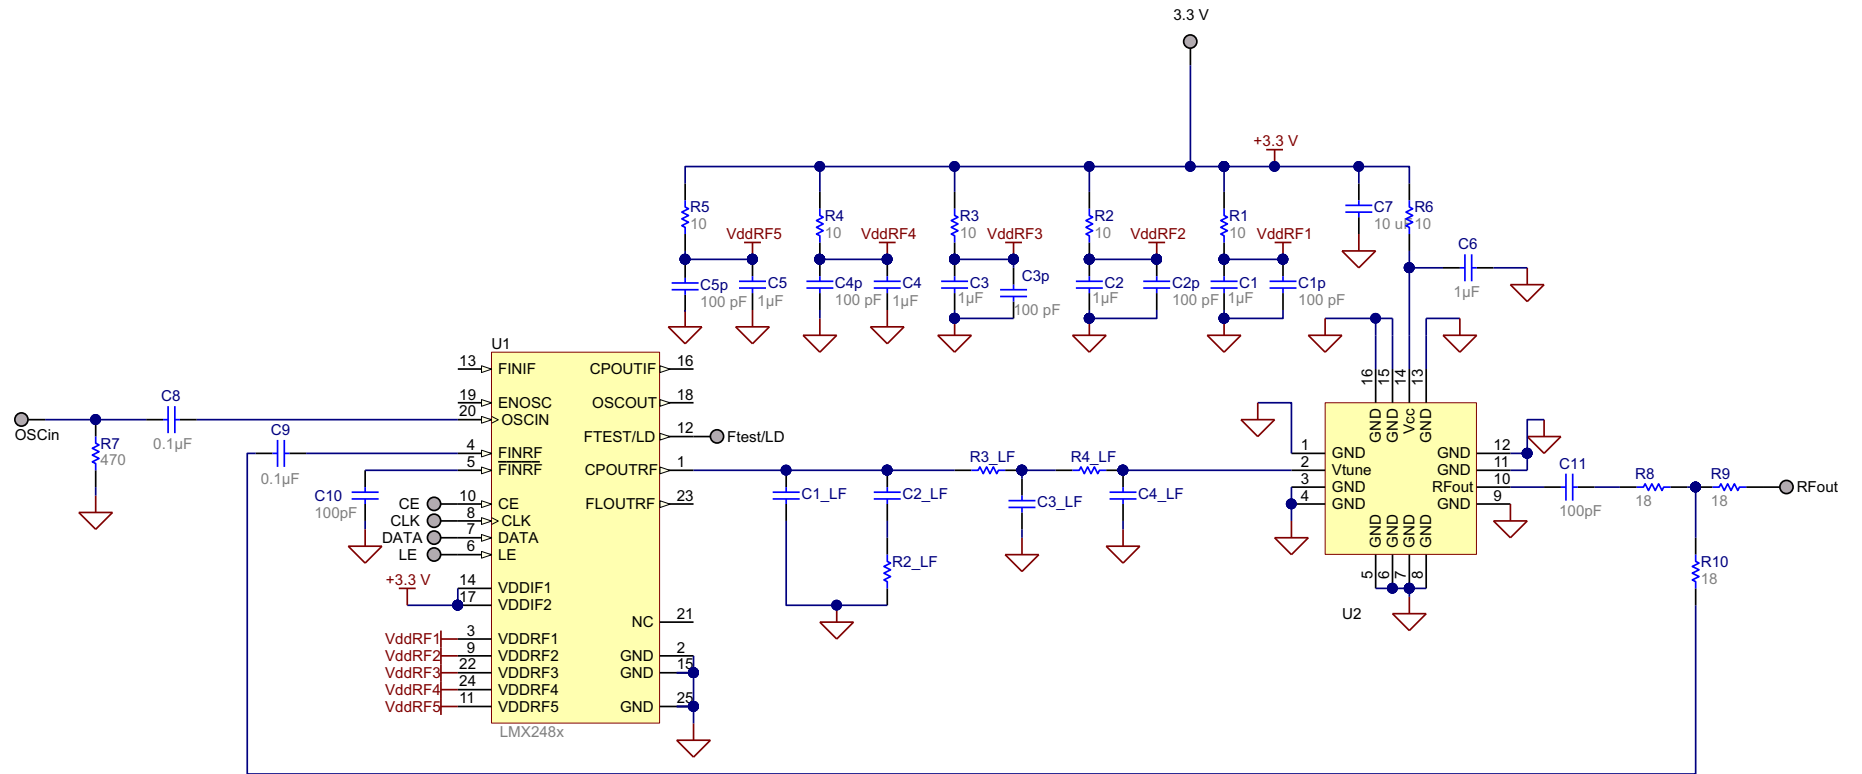 3.3 V
+3.3 V
R5
10
R4
10
R3
10
R2
10
R1
10
C7
10 u
R6
10
VddRF5
VddRF4
VddRF3
VddRF2
VddRF1
C6
1µF
C5p
100 pF
C5
1µF
C4p
100 pF
C4
1µF
C3
1µF
C3p
100 pF
C2
1µF
C2p
100 pF
C1
1µF
C1p
100 pF
U1
13 FINIF CPOUTIF 16
19 ENOSC OSCOUT 18
20 OSCIN
FTEST/LD 12 Ftest/LD
4 FINRF
5 FINRF CPOUTRF 1
10 CE FLOUTRF 23
8 CLK
7 DATA
6 LE
14 VDDIF1
17 VDDIF2
NC 21
3 VDDRF1
9 VDDRF2 GND 2
22 VDDRF3 GND 15
24 VDDRF4
11 VDDRF5 GND 25
LMX248x
OSCin
R7
470
C8
0.1µF
C9
0.1µF
C10
100pF
CE
CLK
DATA
LE
+3.3 V
VddRF1
VddRF2
VddRF3
VddRF4
VddRF5
C1_LF
C2_LF
R2_LF
R3_LF
C3_LF
R4_LF
C4_LF
16 15 14 13
GND GND Vcc GND
1 GND GND 12
2 Vtune GND 11
3 GND RFout 10
4 GND GND 9
GND GND GND GND
5 6 7 8
U2
C11
100pF
R8
18
R9
18
RFout
R10
18